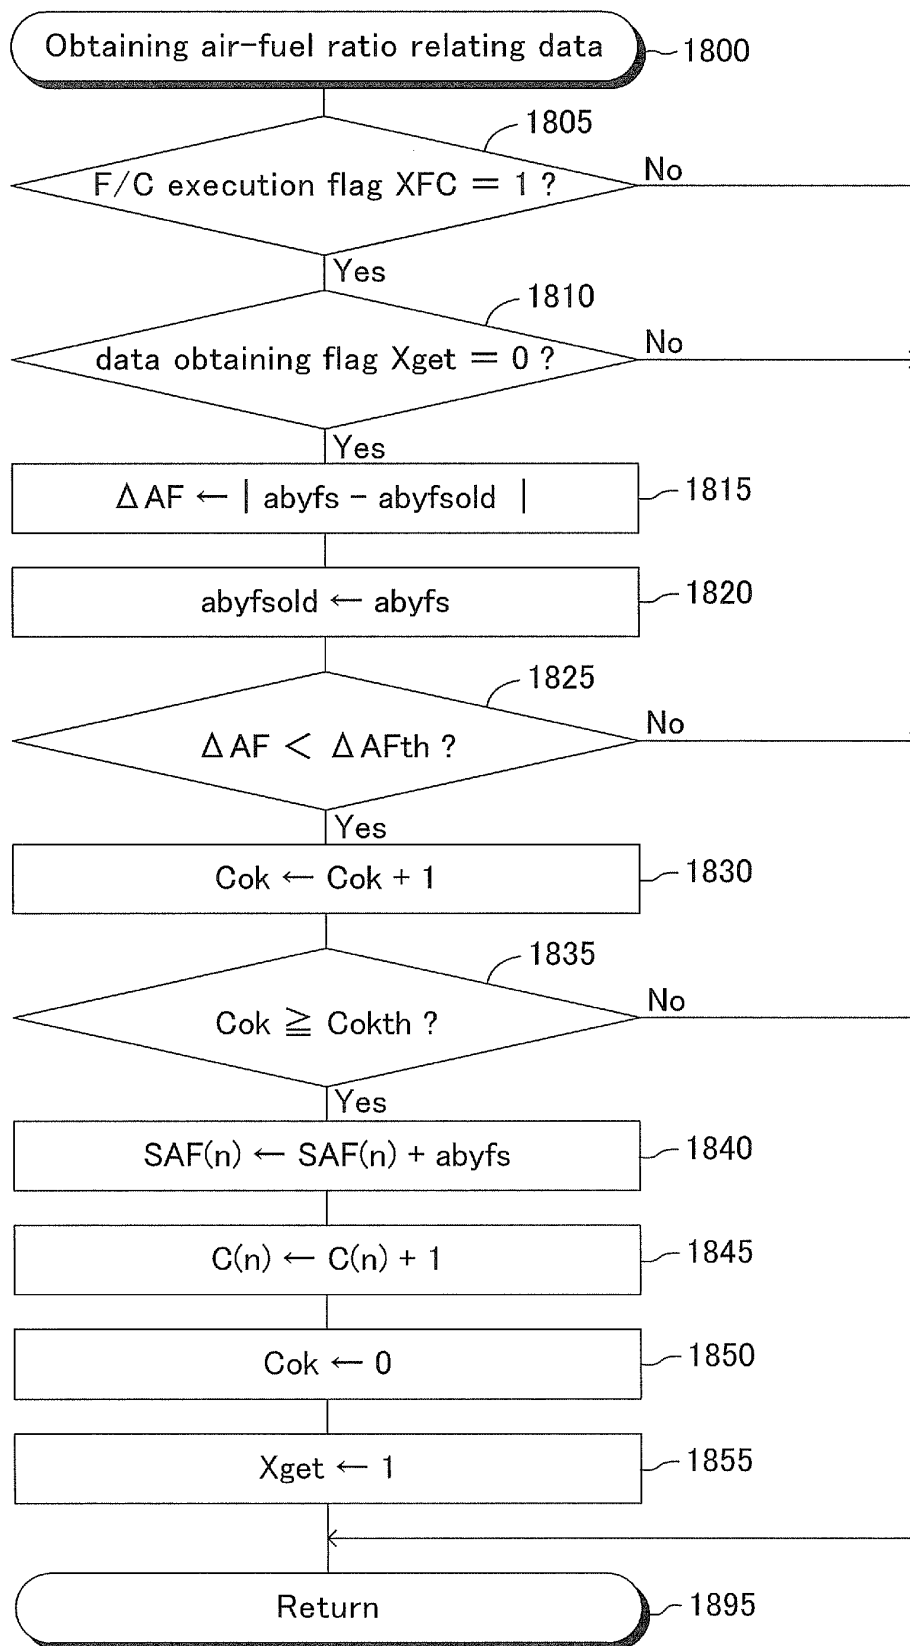 Obtaining air-fuel ratio relating data
1800
1805
F/C execution flag XFC = 1 ?
No
Yes
1810
data obtaining flag Xget = 0 ?
No
Yes
ΔAF ← | abyfs - abyfsold |
1815
abyfsold ← abyfs
1820
1825
ΔAF < ΔAFth ?
No
Yes
Cok ← Cok + 1
1830
1835
Cok ≧ Cokth ?
No
Yes
SAF(n) ← SAF(n) + abyfs
1840
C(n) ← C(n) + 1
1845
Cok ← 0
1850
Xget ← 1
1855
Return
1895